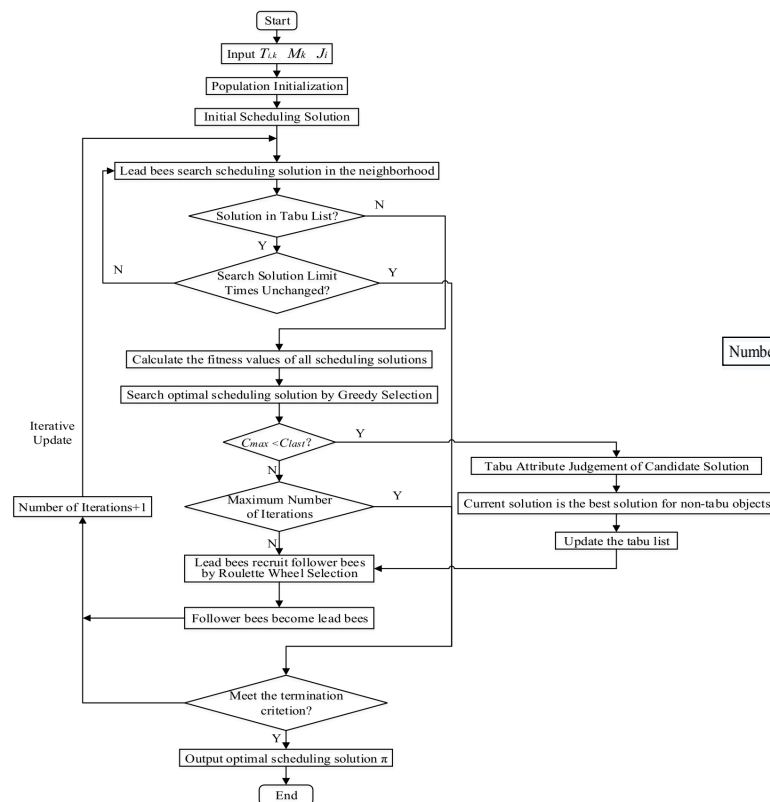 Start
Input Ti,k Mk Ji
Population Initialization
Initial Scheduling Solution
Lead bees search scheduling solution in the neighborhood
Solution in Tabu List?
N
Y
N
Search Solution Limit
Times Unchanged?
Y
Calculate the fitness values of all scheduling solutions
Numbe
Search optimal scheduling solution by Greedy Selection
Iterative
Update
Cmax <Clast?
Y
N
Tabu Attribute Judgement of Candidate Solution
Number of Iterations+1
Maximum Number
of Iterations
Y
Current solution is the best solution for non-tabu objects
N
Update the tabu list
Lead bees recruit follower bees
by Roulette Wheel Selection
Follower bees become lead bees
Meet the termination
critetion?
N
Y
Output optimal scheduling solution π
End